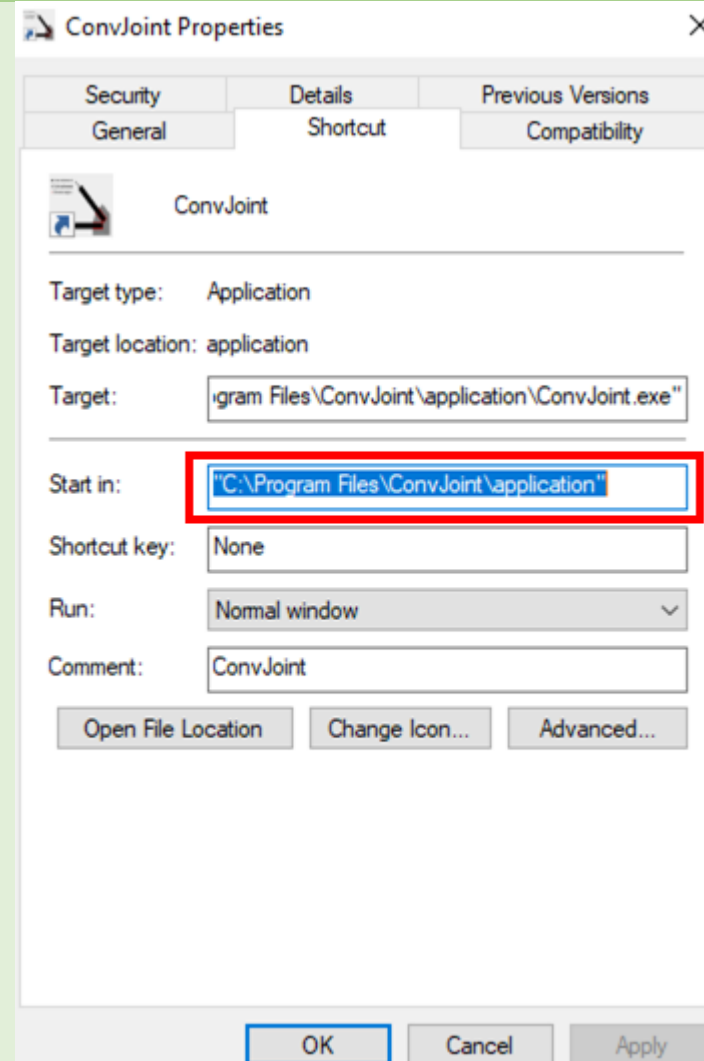 ConvJoint Properties
Security Details Previous Versions
General Shortcut Compatibility
ConvJoint
Target type: Application
Target location: application
Target: gram Files\ConvJoint\application\ConvJoint.exe"
Start in: "C:\Program Files\ConvJoint\application"
Shortcut key: None
Run: Normal window
Comment: ConvJoint
Open File Location Change Icon... Advanced...
OK Cancel Apply